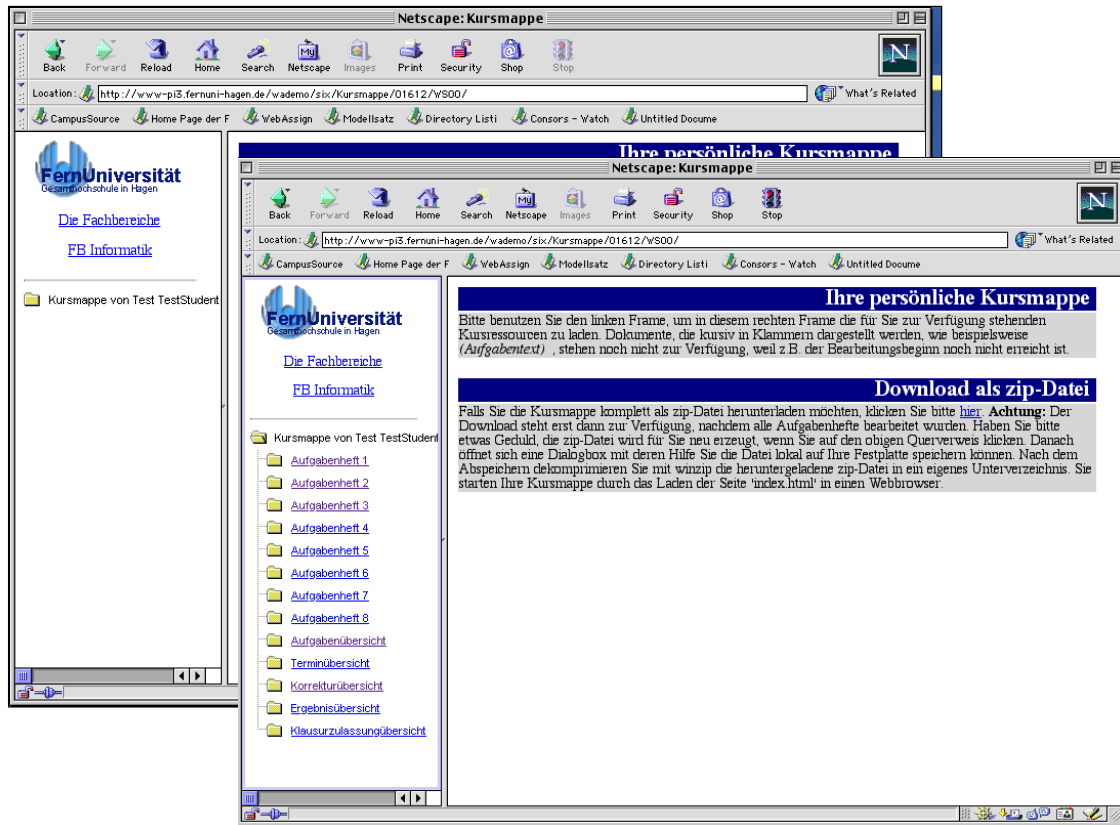 Netscape: Kursmappe
Back Forward Reload Home Search Netscape Images Print Security Shop Stop
My
N
Location: http://www-pi3.fernuni-hagen.de/wademo/six/Kursmappe/01612/WS00/ What's Related
CampusSource Home Page der F WebAssign Modellsatz Directory Listi Consors - Watch Untitled Docume
FernUniversität
Gesamthochschule in Hagen
Die Fachbereiche
FB Informatik
Kursmappe von Test TestStudent
Ihre persönliche Kursmappe
Netscape: Kursmappe
Back Forward Reload Home Search Netscape Images Print Security Shop Stop
My
N
Location: http://www-pi3.fernuni-hagen.de/wademo/six/Kursmappe/01612/WS00/ What's Related
CampusSource Home Page der F WebAssign Modellsatz Directory Listi Consors - Watch Untitled Docume
FernUniversität
Gesamthochschule in Hagen
Die Fachbereiche
FB Informatik
Kursmappe von Test TestStudent
Aufgabenheft 1
Aufgabenheft 2
Aufgabenheft 3
Aufgabenheft 4
Aufgabenheft 5
Aufgabenheft 6
Aufgabenheft 7
Aufgabenheft 8
Aufgabenübersicht
Terminübersicht
Korrekturübersicht
Ergebnisübersicht
Klausurzulassungübersicht
Ihre persönliche Kursmappe
Bitte benutzen Sie den linken Frame, um in diesem rechten Frame die für Sie zur Verfügung stehenden
Kursressourcen zu laden. Dokumente, die kursiv in Klammern dargestellt werden, wie beispielsweise
(Aufgabentext) , stehen noch nicht zur Verfügung, weil z.B. der Bearbeitungsbeginn noch nicht erreicht ist.
Download als zip-Datei
Falls Sie die Kursmappe komplett als zip-Datei herunterladen möchten, klicken Sie bitte hier. Achtung: Der
Download steht erst dann zur Verfügung, nachdem alle Aufgabenhefte bearbeitet wurden. Haben Sie bitte
etwas Geduld, die zip-Datei wird für Sie neu erzeugt, wenn Sie auf den obigen Querverweis klicken. Danach
öffnet sich eine Dialogbox mit deren Hilfe Sie die Datei lokal auf Ihre Festplatte speichern können. Nach dem
Abspeichern dekomprimieren Sie mit winzip die heruntergeladene zip-Datei in ein eigenes Unterverzeichnis. Sie
starten Ihre Kursmappe durch das Laden der Seite 'index.html' in einen Webbrowser.